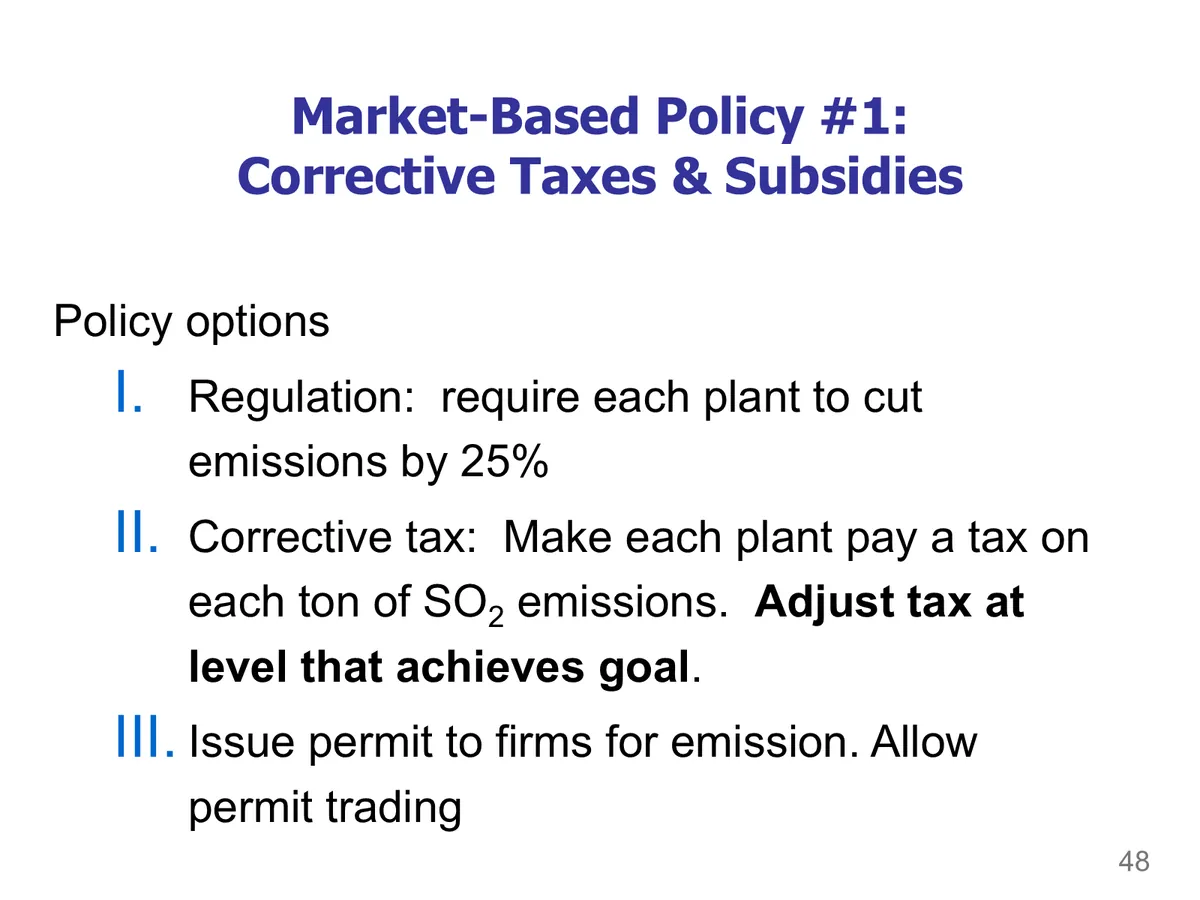 Market-Based Policy #1:
Corrective Taxes & Subsidies
Policy options
I. Regulation:  require each plant to cut
emissions by 25%
II. Corrective tax:  Make each plant pay a tax on
each ton of SO₂ emissions.  Adjust tax at
level that achieves goal.
III. Issue permit to firms for emission. Allow
permit trading
48